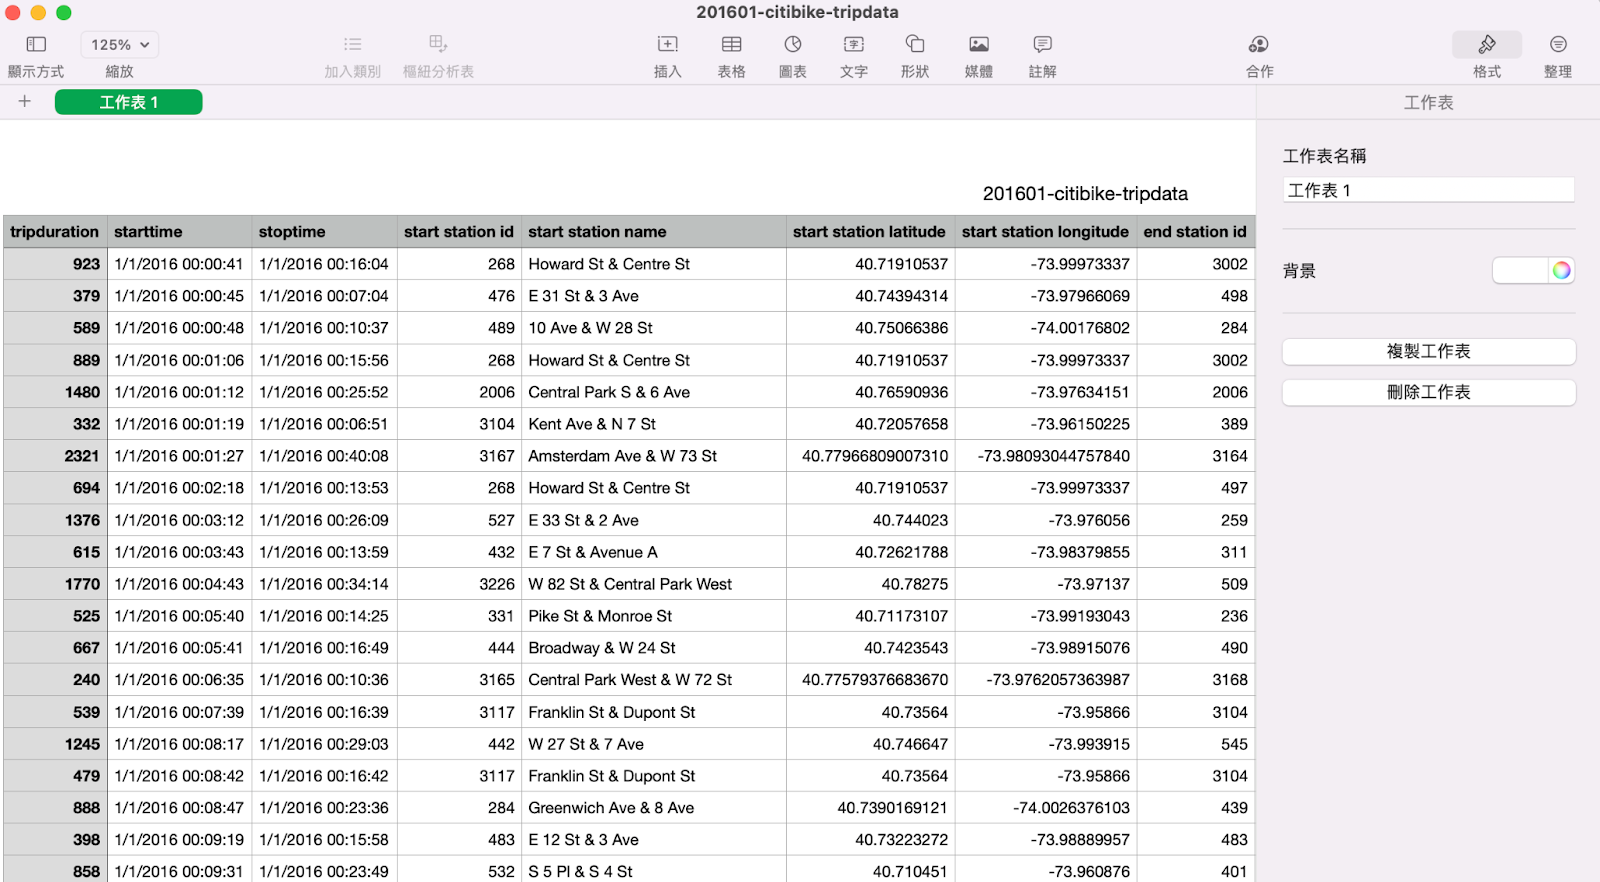 201601-citibike-tripdata
125%
顯示方式 縮放 加入類別 樞紐分析表 插入 表格 圖表 文字 形狀 媒體 註解 合作 格式 整理
工作表 1 工作表
工作表名稱
工作表 1
背景
複製工作表
刪除工作表
201601-citibike-tripdata
tripduration starttime stoptime start station id start station name start station latitude start station longitude end station id
923 1/1/2016 00:00:41 1/1/2016 00:16:04 268 Howard St & Centre St 40.71910537 -73.99973337 3002
379 1/1/2016 00:00:45 1/1/2016 00:07:04 476 E 31 St & 3 Ave 40.74394314 -73.97966069 498
589 1/1/2016 00:00:48 1/1/2016 00:10:37 489 10 Ave & W 28 St 40.75066386 -74.00176802 284
889 1/1/2016 00:01:06 1/1/2016 00:15:56 268 Howard St & Centre St 40.71910537 -73.99973337 3002
1480 1/1/2016 00:01:12 1/1/2016 00:25:52 2006 Central Park S & 6 Ave 40.76590936 -73.97634151 2006
332 1/1/2016 00:01:19 1/1/2016 00:06:51 3104 Kent Ave & N 7 St 40.72057658 -73.96150225 389
2321 1/1/2016 00:01:27 1/1/2016 00:40:08 3167 Amsterdam Ave & W 73 St 40.77966809007310 -73.98093044757840 3164
694 1/1/2016 00:02:18 1/1/2016 00:13:53 268 Howard St & Centre St 40.71910537 -73.99973337 497
1376 1/1/2016 00:03:12 1/1/2016 00:26:09 527 E 33 St & 2 Ave 40.744023 -73.976056 259
615 1/1/2016 00:03:43 1/1/2016 00:13:59 432 E 7 St & Avenue A 40.72621788 -73.98379855 311
1770 1/1/2016 00:04:43 1/1/2016 00:34:14 3226 W 82 St & Central Park West 40.78275 -73.97137 509
525 1/1/2016 00:05:40 1/1/2016 00:14:25 331 Pike St & Monroe St 40.71173107 -73.99193043 236
667 1/1/2016 00:05:41 1/1/2016 00:16:49 444 Broadway & W 24 St 40.7423543 -73.98915076 490
240 1/1/2016 00:06:35 1/1/2016 00:10:36 3165 Central Park West & W 72 St 40.77579376683670 -73.9762057363987 3168
539 1/1/2016 00:07:39 1/1/2016 00:16:39 3117 Franklin St & Dupont St 40.73564 -73.95866 3104
1245 1/1/2016 00:08:17 1/1/2016 00:29:03 442 W 27 St & 7 Ave 40.746647 -73.993915 545
479 1/1/2016 00:08:42 1/1/2016 00:16:42 3117 Franklin St & Dupont St 40.73564 -73.95866 3104
888 1/1/2016 00:08:47 1/1/2016 00:23:36 284 Greenwich Ave & 8 Ave 40.7390169121 -74.0026376103 439
398 1/1/2016 00:09:19 1/1/2016 00:15:58 483 E 12 St & 3 Ave 40.73223272 -73.98889957 483
858 1/1/2016 00:09:31 1/1/2016 00:23:49 532 S 5 Pl & S 4 St 40.710451 -73.960876 401